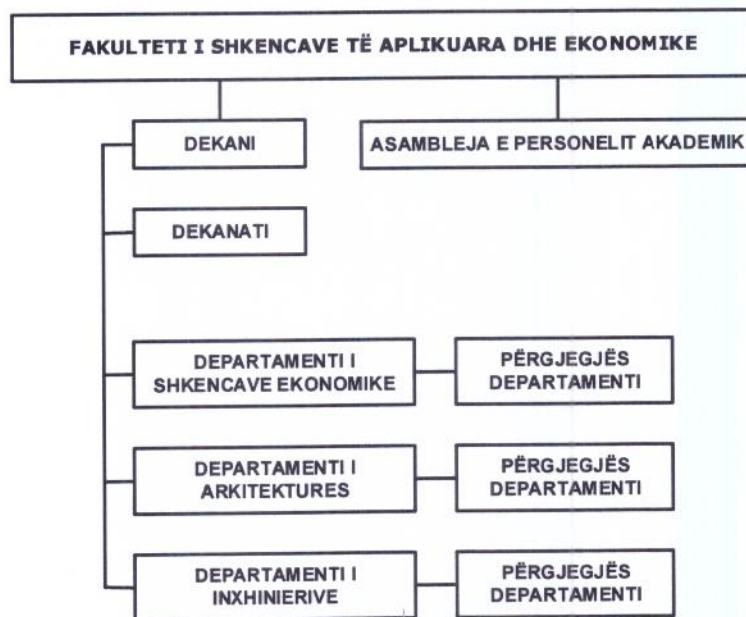 FAKULTETI I SHKENCAVE TË APLIKUARA DHE EKONOMIKE
DEKANI
ASAMBLEJA E PERSONELIT AKADEMIK
DEKANATI
DEPARTAMENTI I
SHKENCAVE EKONOMIKE
PËRGJEGJËS
DEPARTAMENTI
DEPARTAMENTI I
ARKITEKTURES
PËRGJEGJËS
DEPARTAMENTI
DEPARTAMENTI I
INXHINIERIVE
PËRGJEGJËS
DEPARTAMENTI